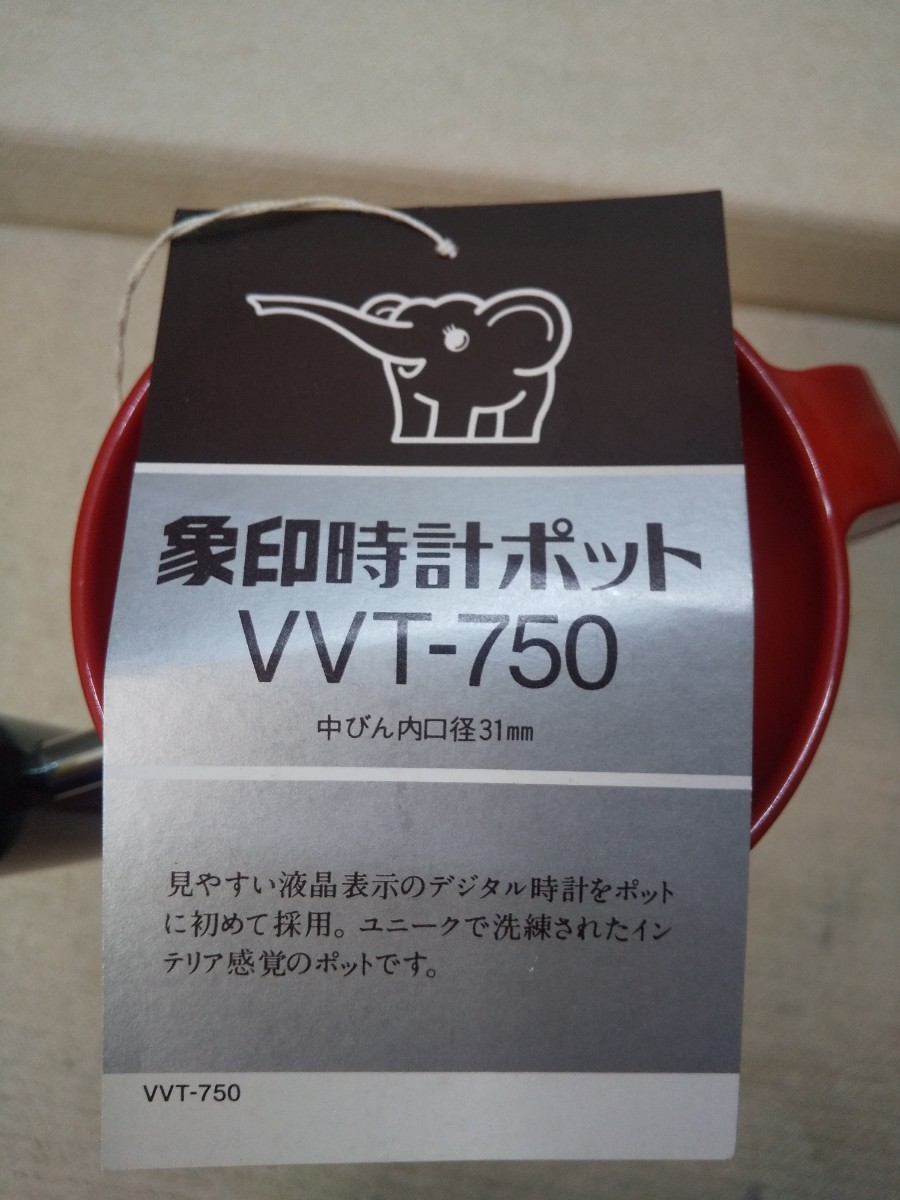 象印時計ポット
VVT-750
中びん内口径31mm
見やすい液晶表示のデジタル時計をポット
に初めて採用。ユニークで洗練されたイン
テリア感覚のポットです。
VVT-750